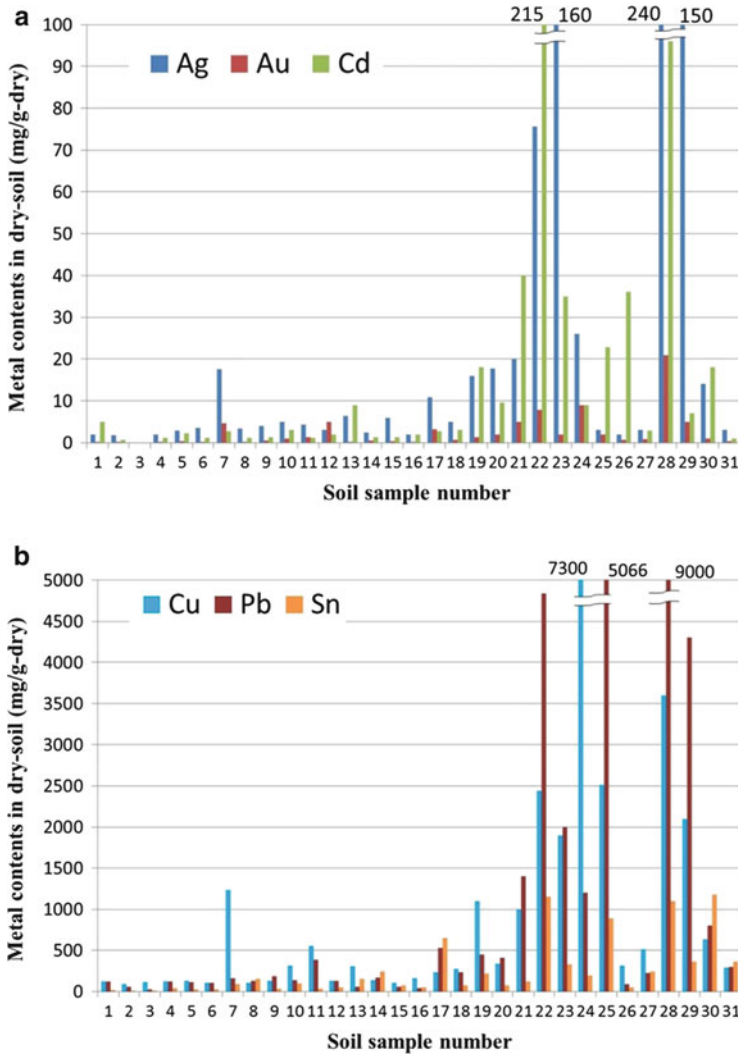 a
215 160 240 150
Ag Au Cd
Metal contents in dry-soil (mg/g-dry)
100
90
80
70
60
50
40
30
20
10
0
1 2 3 4 5 6 7 8 9 10 11 12 13 14 15 16 17 18 19 20 21 22 23 24 25 26 27 28 29 30 31
Soil sample number
b
7300 5066 9000
Cu Pb Sn
Metal contents in dry-soil (mg/g-dry)
5000
4500
4000
3500
3000
2500
2000
1500
1000
500
0
1 2 3 4 5 6 7 8 9 10 11 12 13 14 15 16 17 18 19 20 21 22 23 24 25 26 27 28 29 30 31
Soil sample number